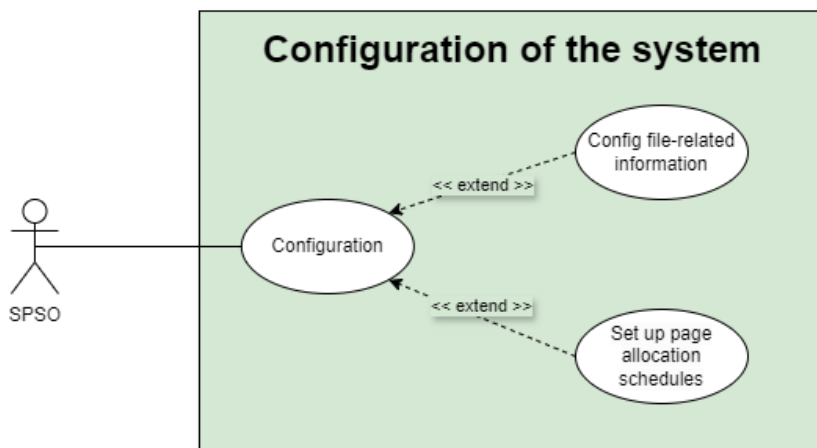 Configuration of the system
Config file-related
information
<< extend >>
Configuration
SPSO
<< extend >>
Set up page
allocation
schedules